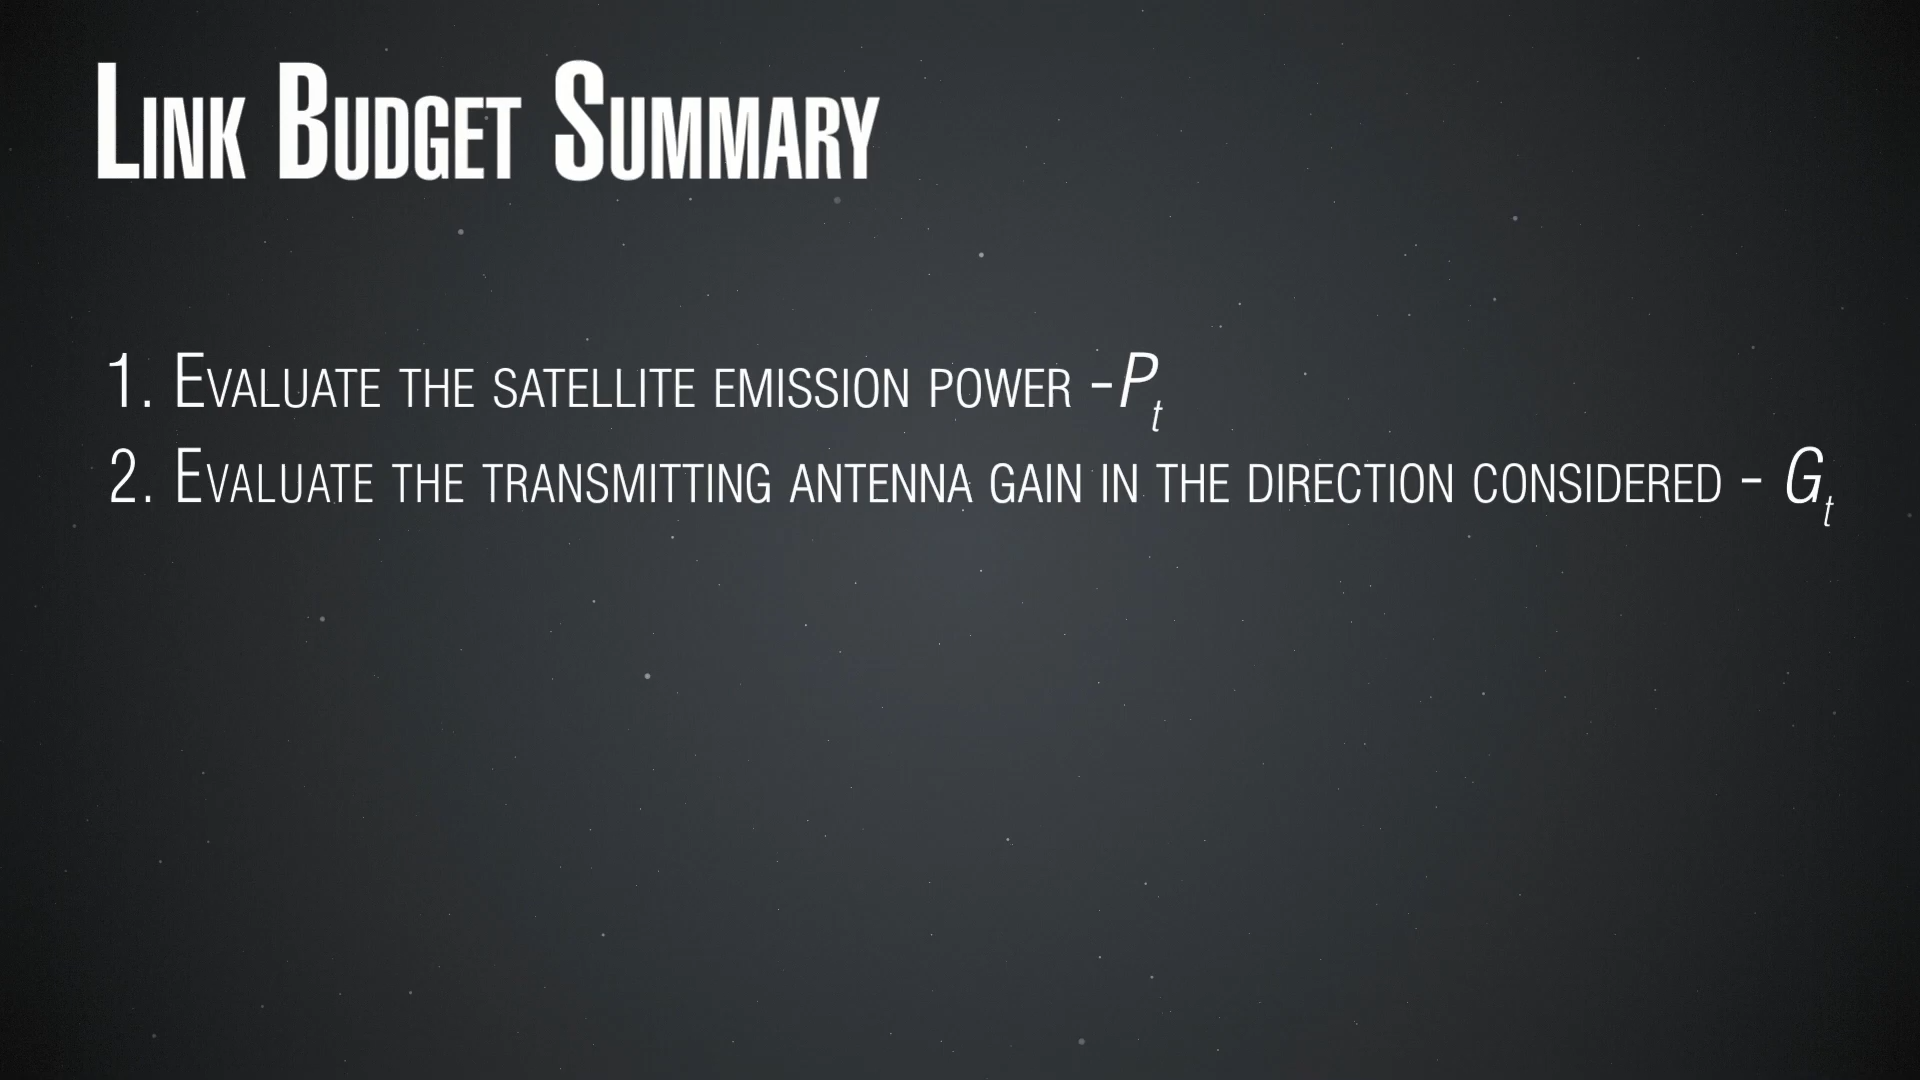 Link Budget Summary
1. Evaluate the satellite emission power -Pt
2. Evaluate the transmitting antenna gain in the direction considered - Gt